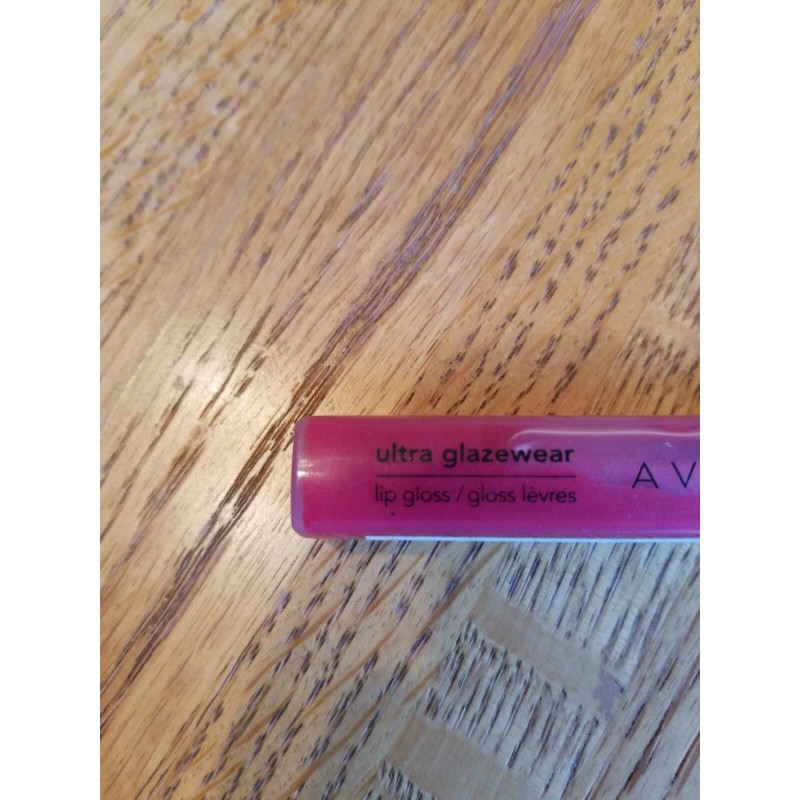 ultra glazewear
lip gloss / gloss lèvres
AV